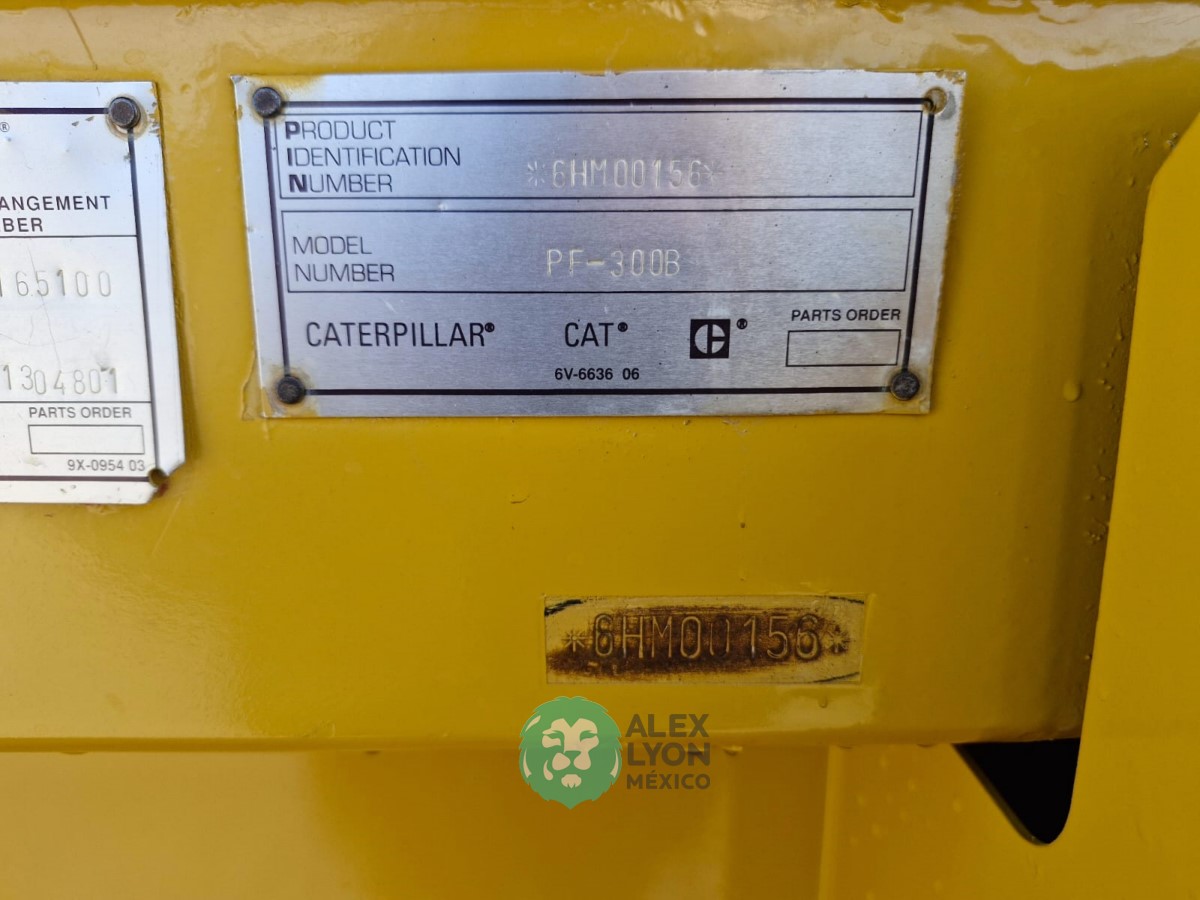 ®
ANGEMENT
BER
165100
1304801
PARTS ORDER
9X-0954 03
PRODUCT
IDENTIFICATION
NUMBER
*6HM00156*
MODEL
NUMBER
PF-300B
CATERPILLAR® CAT® C® PARTS ORDER
6V-6636 06
*6HM00156*
ALEX
LYON
MÉXICO